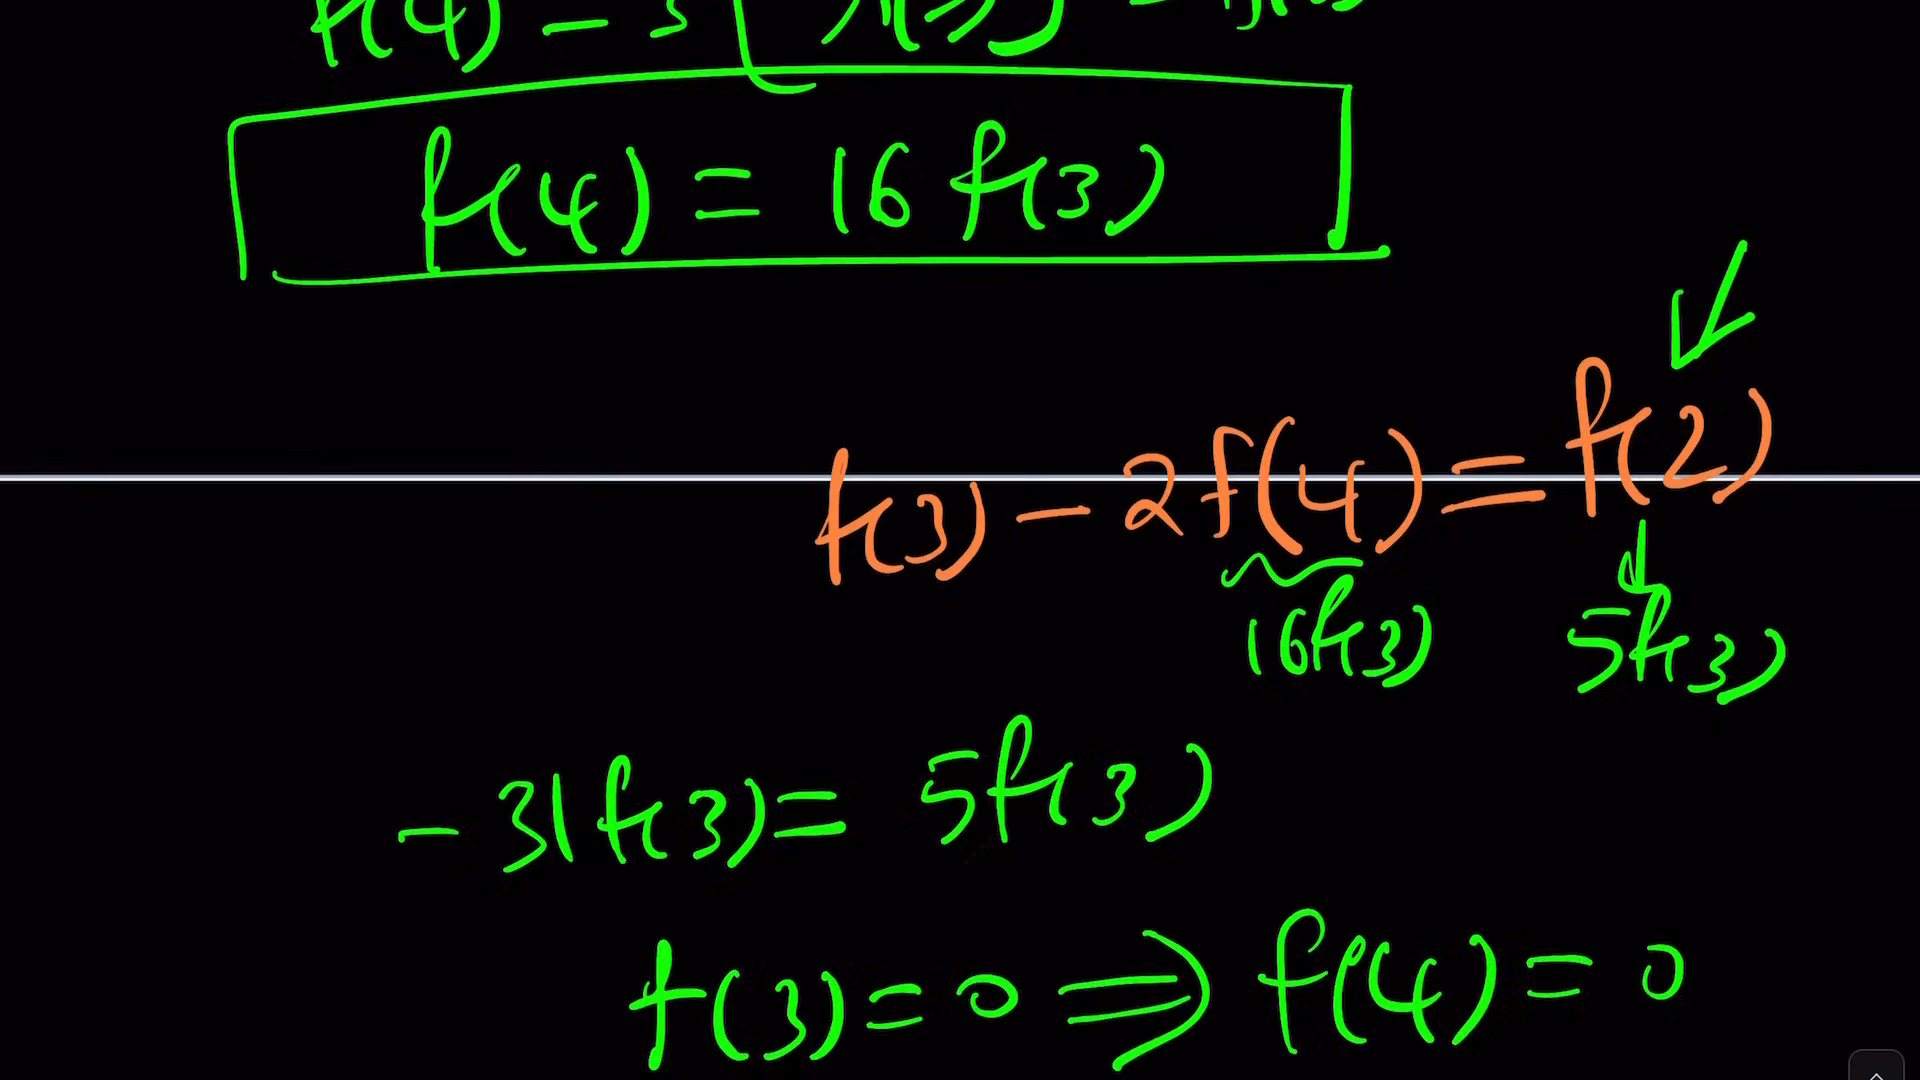 f(4) -
f(4) = 16 f(3)
f(3) - 2f(4) = f(2)
16f(3) 5f(3)
- 31f(3) = 5f(3)
f(3) = 0 ⇒ f(4) = 0